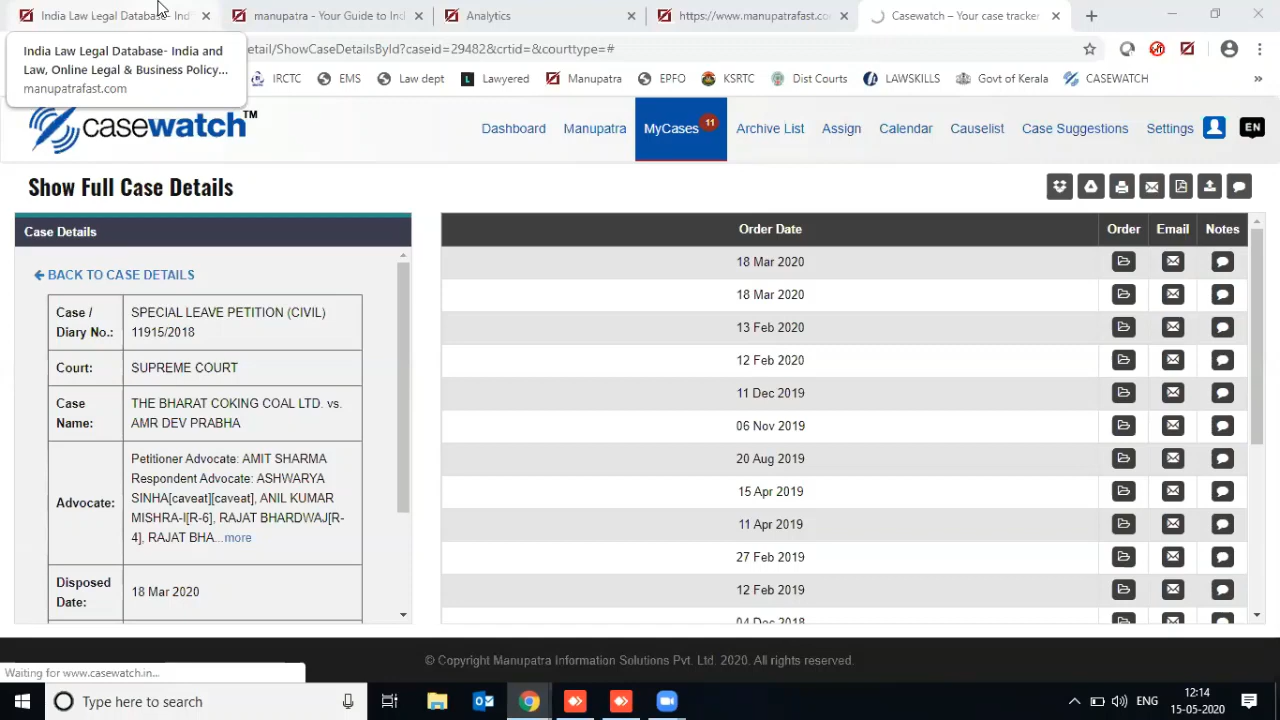 India Law Legal Database- Ind
manupatra - Your Guide to Ind
Analytics
https://www.manupatrafast.com/
Casewatch – Your case tracker
India Law Legal Database- India and
Law, Online Legal & Business Policy...
manupatrafast.com
etail/ShowCaseDetailsById?caseid=29482&crtid=&courttype=#
IRCTC
EMS
Law dept
Lawyered
Manupatra
EPFO
KSRTC
Dist Courts
LAWSKILLS
Govt of Kerala
CASEWATCH
»
casewatch™
Dashboard
Manupatra
MyCases 11
Archive List
Assign
Calendar
Causelist
Case Suggestions
Settings
EN
Show Full Case Details
Case Details
BACK TO CASE DETAILS
Case / Diary No.:
SPECIAL LEAVE PETITION (CIVIL)
11915/2018
Court:
SUPREME COURT
Case Name:
THE BHARAT COKING COAL LTD. vs.
AMR DEV PRABHA
Advocate:
Petitioner Advocate: AMIT SHARMA
Respondent Advocate: ASHWARYA
SINHA[caveat][caveat], ANIL KUMAR
MISHRA-I[R-6], RAJAT BHARDWAJ[R-
4], RAJAT BHA...more
Disposed Date:
18 Mar 2020
Order Date Order Email Notes
18 Mar 2020
18 Mar 2020
13 Feb 2020
12 Feb 2020
11 Dec 2019
06 Nov 2019
20 Aug 2019
15 Apr 2019
11 Apr 2019
27 Feb 2019
12 Feb 2019
04 Dec 2018
© Copyright Manupatra Information Solutions Pvt. Ltd. 2020. All rights reserved.
Waiting for www.casewatch.in...
Type here to search
ENG
12:14
15-05-2020